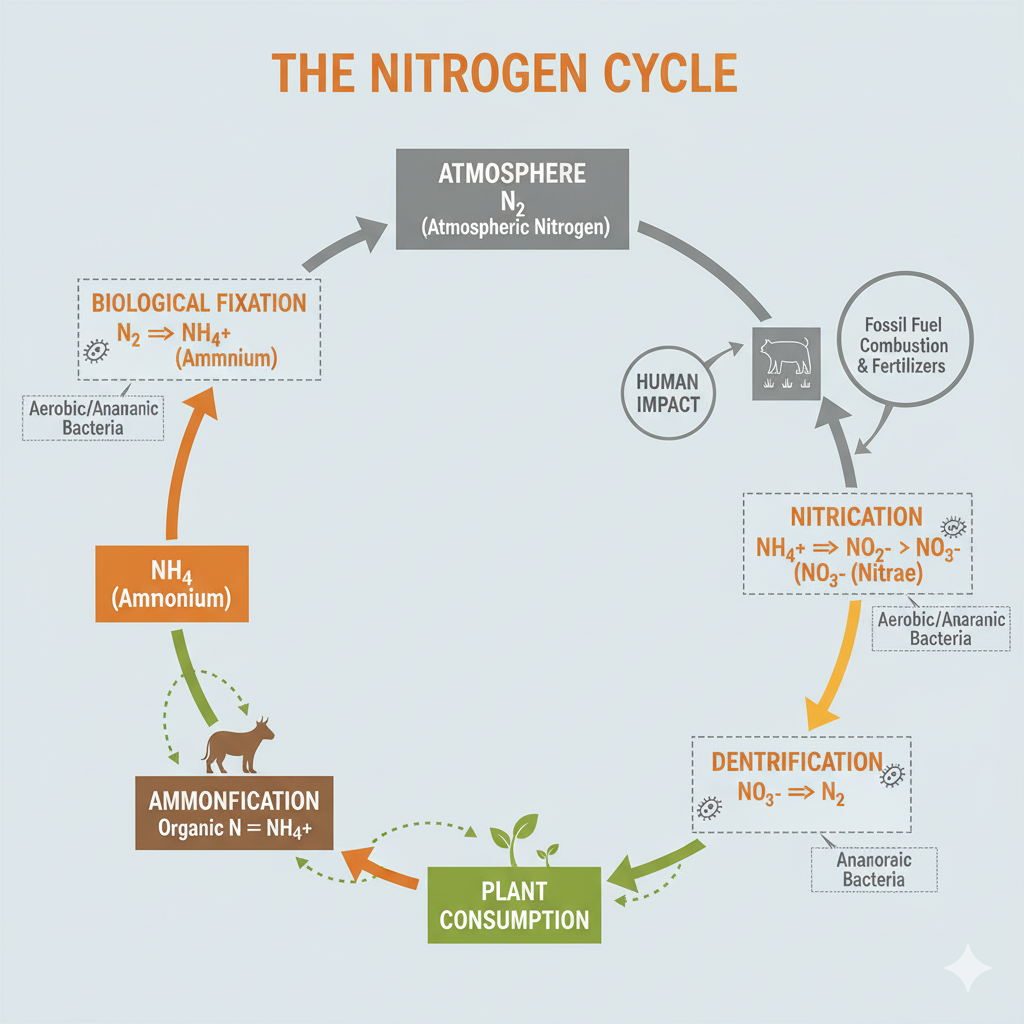 THE NITROGEN CYCLE
ATMOSPHERE
N₂
(Atmospheric Nitrogen)
BIOLOGICAL FIXATION
N₂ ⇒ NH₄+
(Ammnium)
Aerobic/Anananic
Bacteria
HUMAN
IMPACT
Fossil Fuel
Combustion
& Fertilizers
NITRICATION
NH₄+ ⇒ NO₂- > NO₃-
(NO₃- (Nitrae)
Aerobic/Anaranic
Bacteria
NH₄
(Amnonium)
DENTRIFICATION
NO₃- ⇒ N₂
Ananoraic
Bacteria
AMMONFICATION
Organic N = NH₄+
PLANT
CONSUMPTION